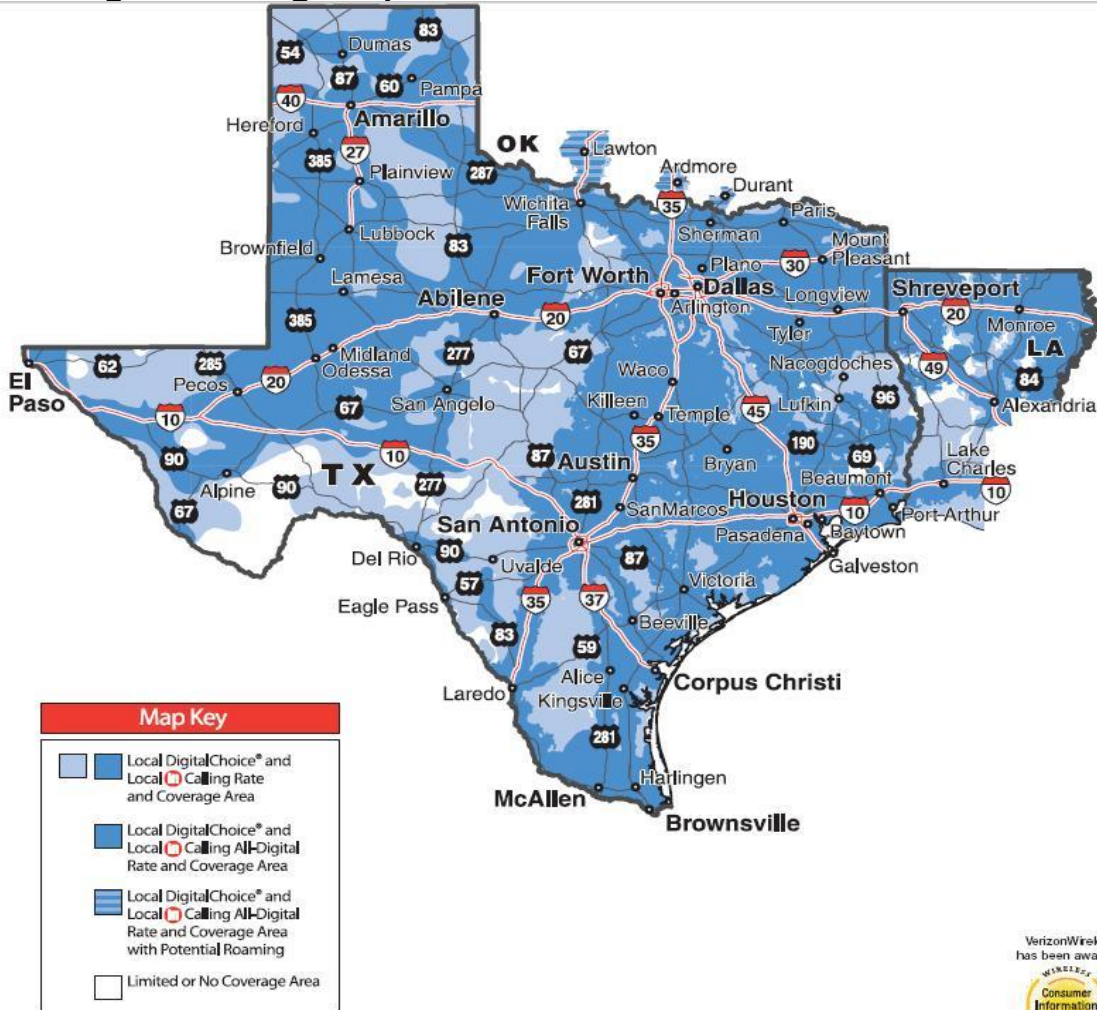 83
54
Dumas
87
60
Pampa
40
Amarillo
Hereford
OK
Lawton
27
385
Ardmore
Plainview
287
Durant
35
Wichita
Falls
Paris
Sherman
Mount
Pleasant
Lubbock
83
Brownfield
Plano
30
Fort Worth
Dallas
Lamesa
Shreveport
Abilene
Arlington
Longview
20
20
Monroe
385
Tyler
LA
277
67
Midland
Odessa
Nacogdoches
62
285
49
El
Paso
Pecos
20
Waco
84
San Angelo
Killeen
Lufkin
96
67
Temple
45
Alexandria
10
35
190
87
69
Lake
Charles
90
10
Austin
Bryan
Beaumont
TX
Alpine
90
277
281
Houston
10
67
SanMarcos
10
San Antonio
Port Arthur
Pasadena
Baytown
Del Rio
90
Uvalde
87
Galveston
57
35
37
Victoria
Eagle Pass
Beeville
83
59
Alice
Corpus Christi
Laredo
Kingsville
281
Harlingen
McAllen
Brownsville
Map Key
Local DigitalChoice® and
Local in Calling Rate
and Coverage Area
Local DigitalChoice® and
Local in Calling All-Digital
Rate and Coverage Area
Local DigitalChoice® and
Local in Calling All-Digital
Rate and Coverage Area
with Potential Roaming
Limited or No Coverage Area
has been
WIRELESS
Consumer
Information